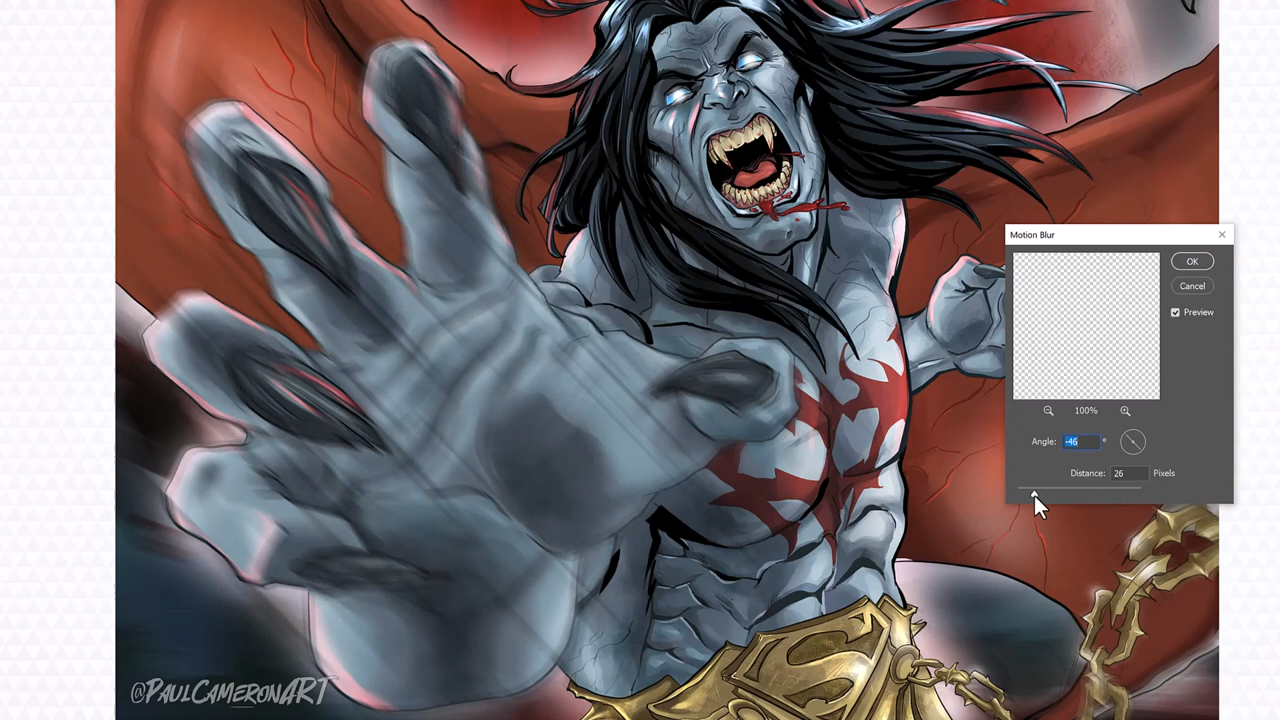 Motion Blur
OK
Cancel
Preview
100%
Angle: -46 °
Distance: 26 Pixels
@PAULCAMERONART
S